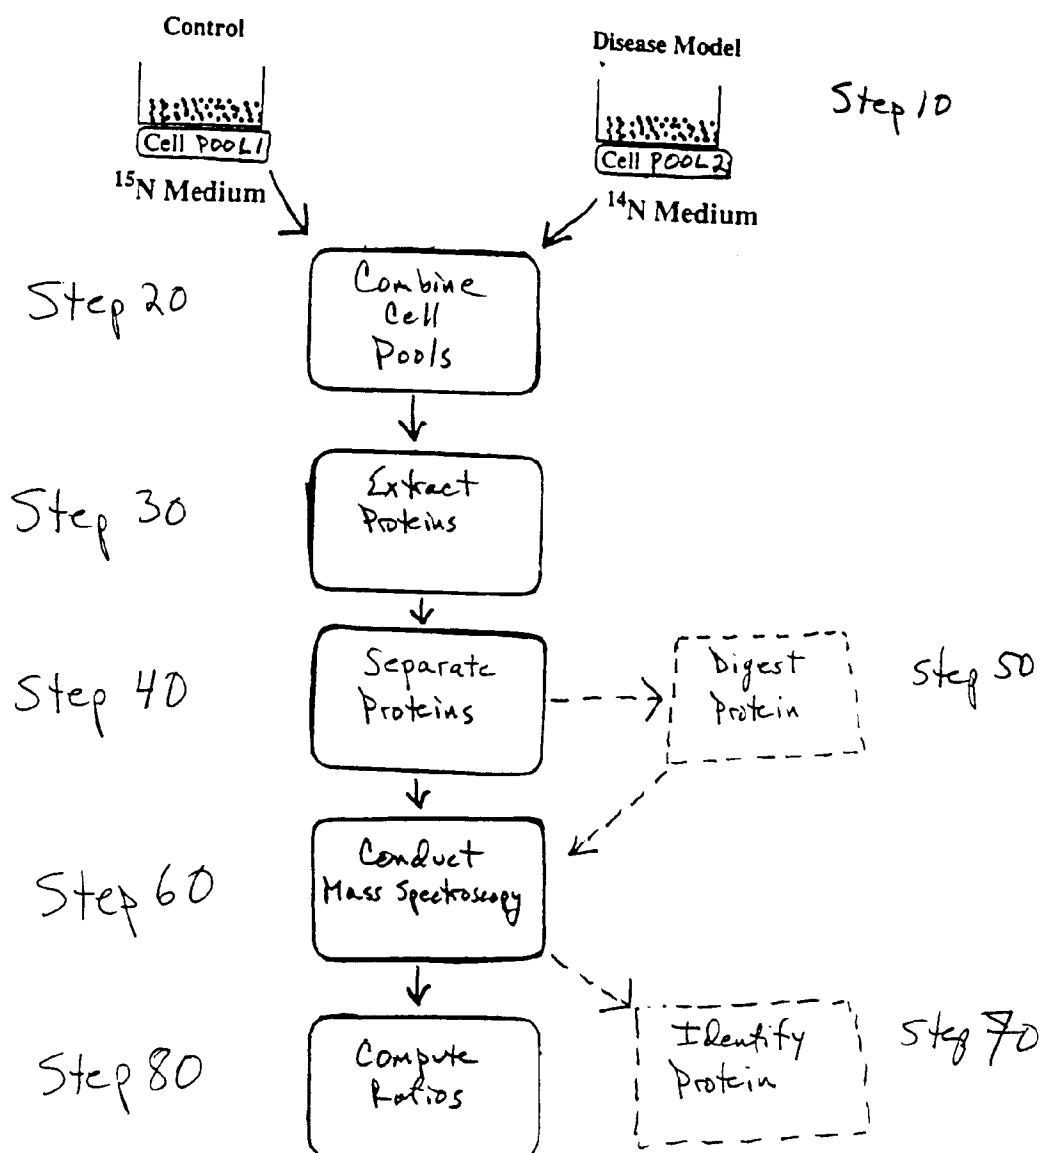 Control
Disease Model
Step 10
Cell POOL1
Cell POOL2
¹⁵N Medium
¹⁴N Medium
Step 20
Combine
Cell
Pools
Step 30
Extract
Proteins
Step 40
Separate
Proteins
Digest
Protein
Step 50
Step 60
Conduct
Mass Spectroscopy
Step 70
Identify
Protein
Step 80
Compute
Ratios